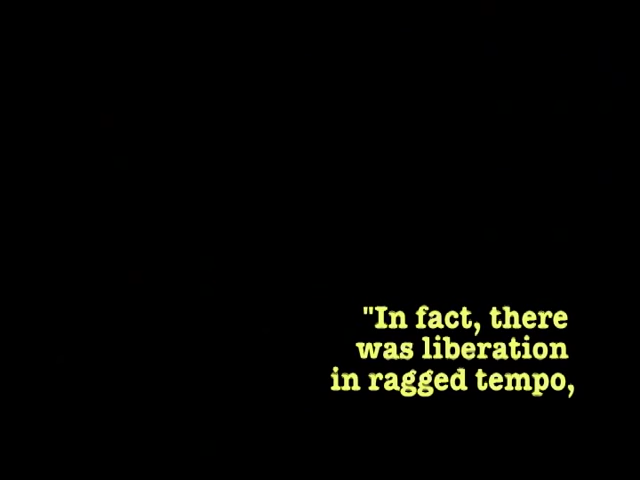 "In fact, there
was liberation
in ragged tempo,